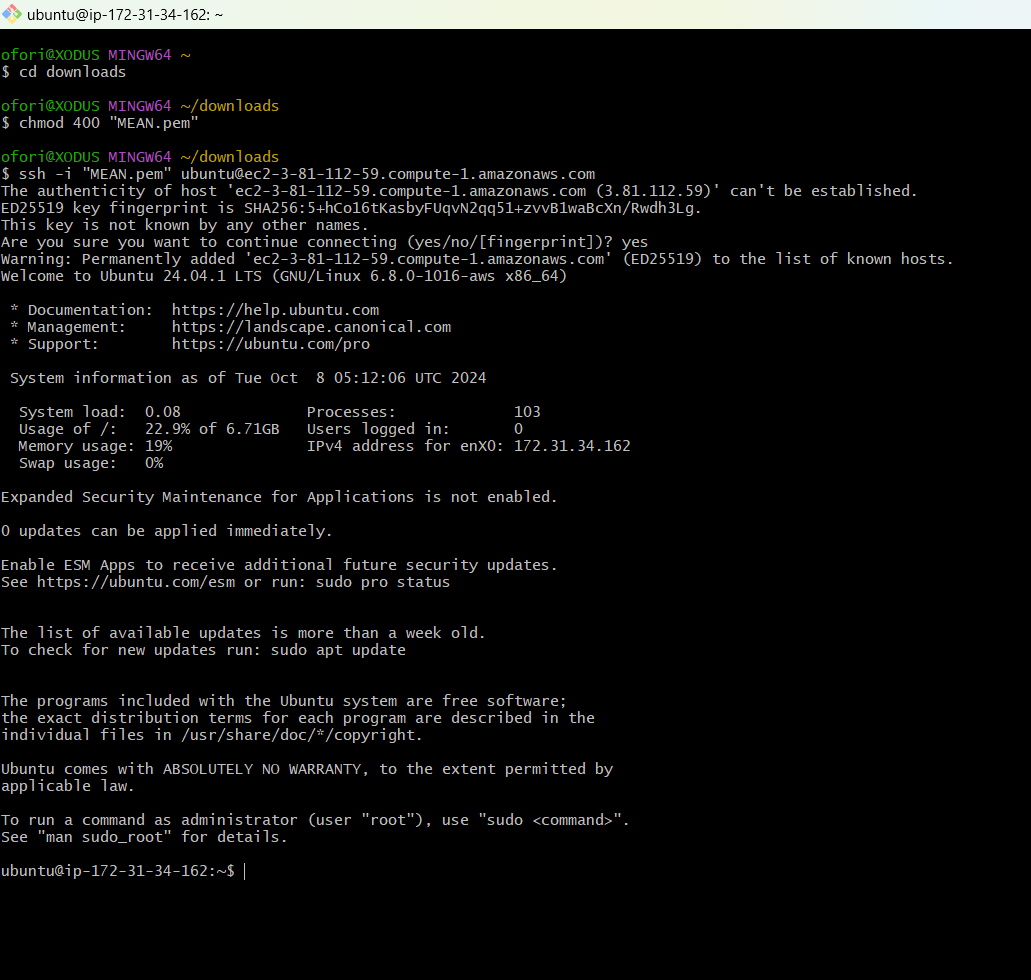 ubuntu@ip-172-31-34-162: ~
ofori@XODUS MINGW64 ~
$ cd downloads
ofori@XODUS MINGW64 ~/downloads
$ chmod 400 "MEAN.pem"
ofori@XODUS MINGW64 ~/downloads
$ ssh -i "MEAN.pem" ubuntu@ec2-3-81-112-59.compute-1.amazonaws.com
The authenticity of host 'ec2-3-81-112-59.compute-1.amazonaws.com (3.81.112.59)' can't be established.
ED25519 key fingerprint is SHA256:5+hCo16tKasbyFUqvN2qq51+zvvB1waBcXn/Rwdh3Lg.
This key is not known by any other names.
Are you sure you want to continue connecting (yes/no/[fingerprint])? yes
Warning: Permanently added 'ec2-3-81-112-59.compute-1.amazonaws.com' (ED25519) to the list of known hosts.
Welcome to Ubuntu 24.04.1 LTS (GNU/Linux 6.8.0-1016-aws x86_64)
* Documentation:  https://help.ubuntu.com
* Management:     https://landscape.canonical.com
* Support:        https://ubuntu.com/pro
System information as of Tue Oct  8 05:12:06 UTC 2024
System load:  0.08              Processes:             103
Usage of /:   22.9% of 6.71GB   Users logged in:       0
Memory usage: 19%               IPv4 address for enX0: 172.31.34.162
Swap usage:   0%
Expanded Security Maintenance for Applications is not enabled.
0 updates can be applied immediately.
Enable ESM Apps to receive additional future security updates.
See https://ubuntu.com/esm or run: sudo pro status
The list of available updates is more than a week old.
To check for new updates run: sudo apt update
The programs included with the Ubuntu system are free software;
the exact distribution terms for each program are described in the
individual files in /usr/share/doc/*/copyright.
Ubuntu comes with ABSOLUTELY NO WARRANTY, to the extent permitted by
applicable law.
To run a command as administrator (user "root"), use "sudo <command>".
See "man sudo_root" for details.
ubuntu@ip-172-31-34-162:~$